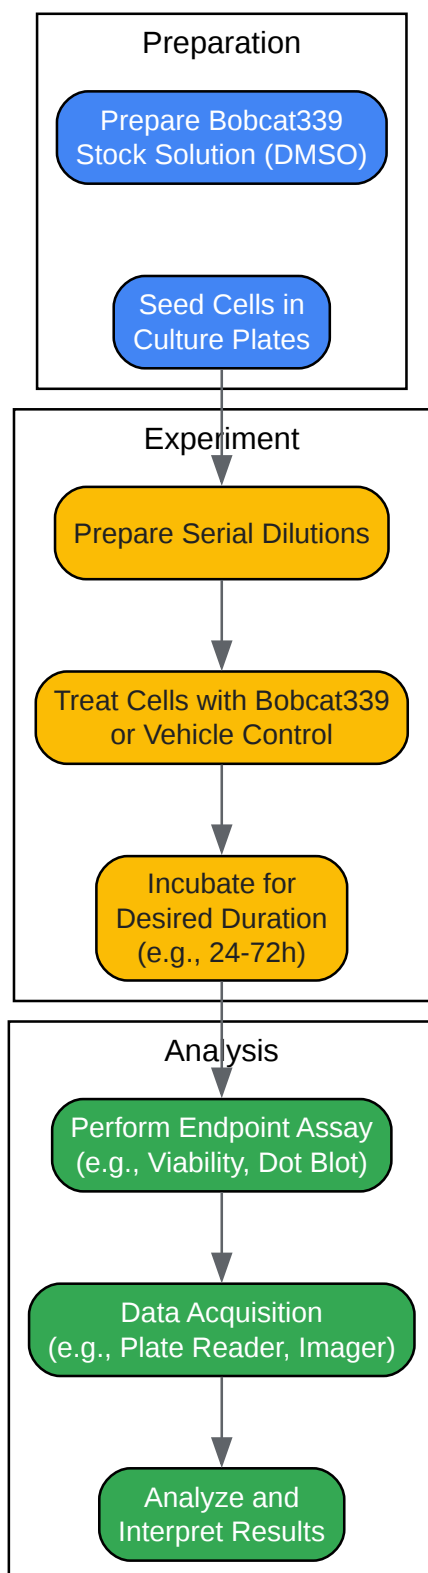 Preparation
Prepare Bobcat339
Stock Solution (DMSO)
Seed Cells in
Culture Plates
Experiment
Prepare Serial Dilutions
Treat Cells with Bobcat339
or Vehicle Control
Incubate for
Desired Duration
(e.g., 24-72h)
Analysis
Perform Endpoint Assay
(e.g., Viability, Dot Blot)
Data Acquisition
(e.g., Plate Reader, Imager)
Analyze and
Interpret Results